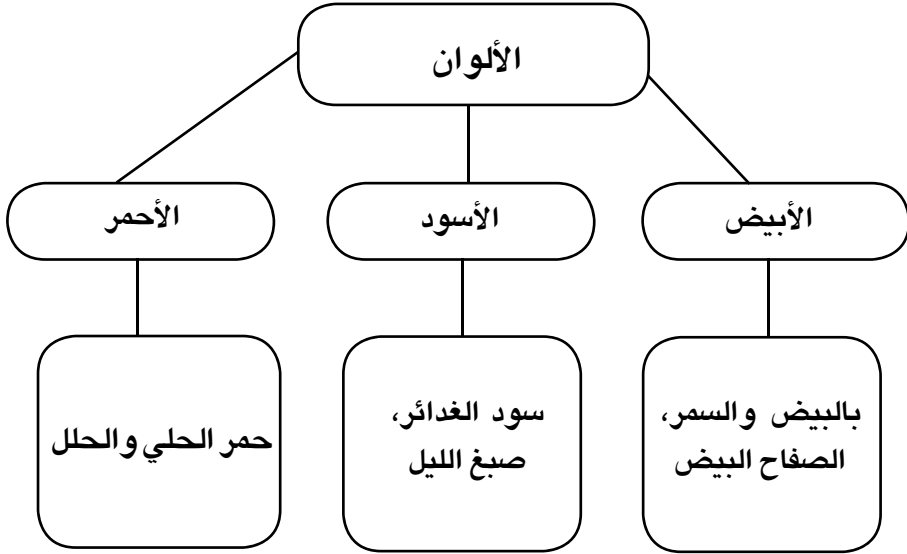 الألوان
الأبيض
الأسود
الأحمر
بالبيض والسمر،
الصفاح البيض
سود الغدائر،
صبغ الليل
حمر الحلي والحلل